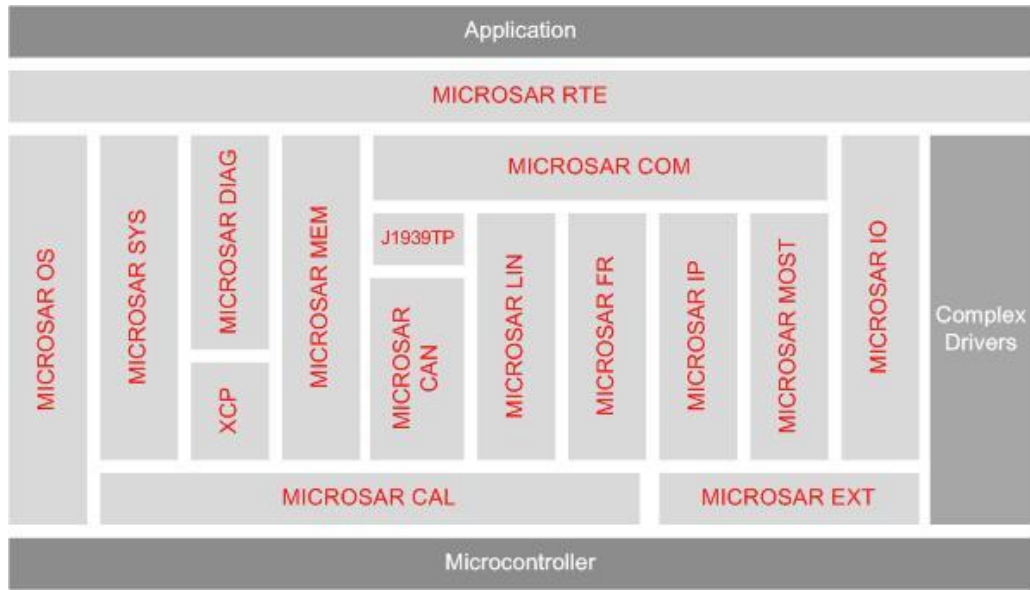 Application
MICROSAR RTE
MICROSAR OS
MICROSAR SYS
MICROSAR DIAG
XCP
MICROSAR MEM
MICROSAR COM
J1939TP
MICROSAR
CAN
MICROSAR LIN
MICROSAR FR
MICROSAR IP
MICROSAR MOST
MICROSAR IO
Complex
Drivers
MICROSAR CAL
MICROSAR EXT
Microcontroller